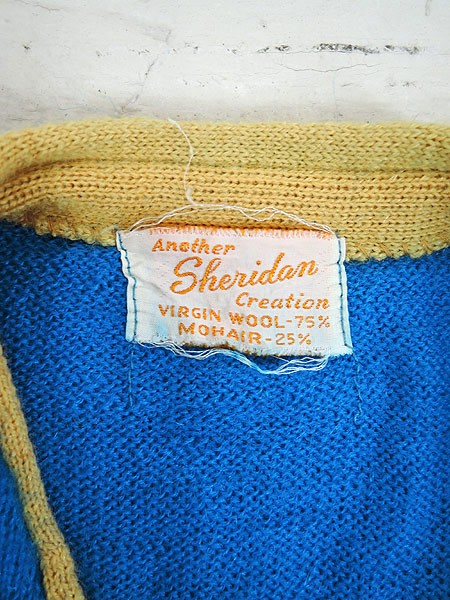 Another
Sheridan
Creation
VIRGIN WOOL-75%
MOHAIR-25%